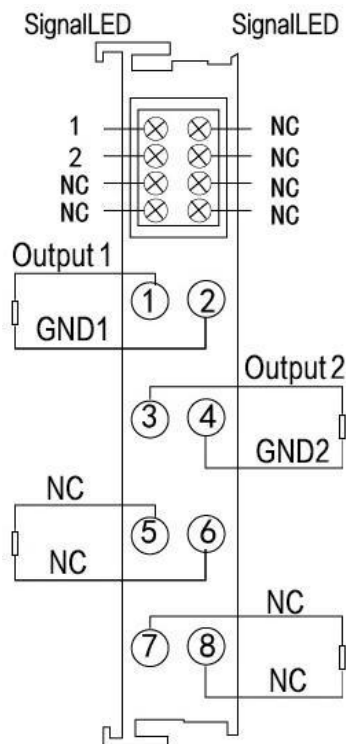 SignalLED SignalLED
1 NC
2 NC
NC NC
NC NC
Output 1
1 2
GND1
Output 2
3 4
GND2
NC
5 6
NC
NC
7 8
NC